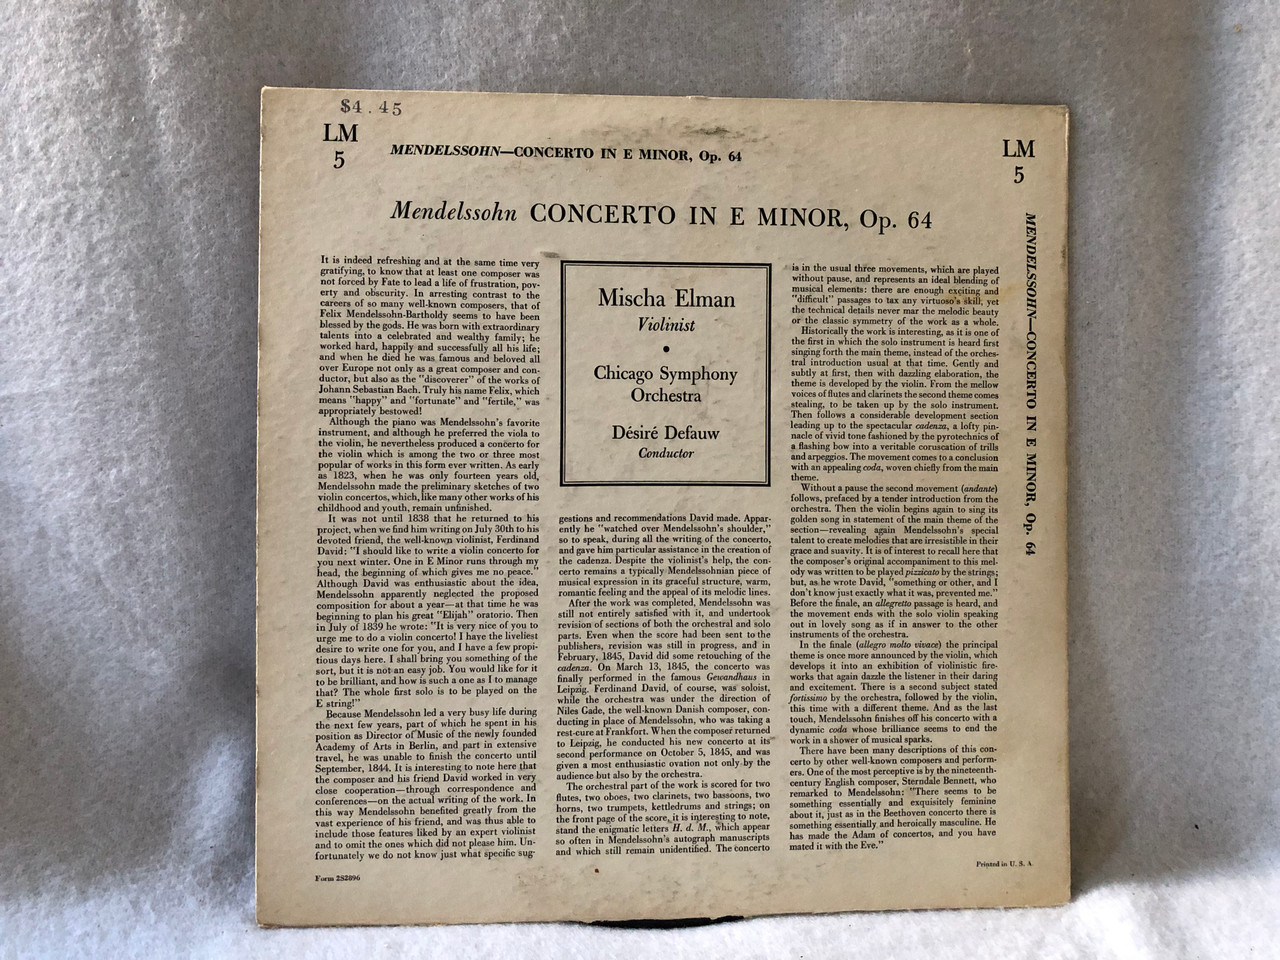 $4.45
LM
5
MENDELSSOHN—CONCERTO IN E MINOR, Op. 64
LM
5
Mendelssohn CONCERTO IN E MINOR, Op. 64
MENDELSSOHN—CONCERTO IN E MINOR, Op. 64
It is indeed refreshing and at the same time very
gratifying, to know that at least one composer was
not forced by Fate to lead a life of frustration, pov-
erty and obscurity. In arresting contrast to the
careers of so many well-known composers, that of
Felix Mendelssohn-Bartholdy seems to have been
blessed by the gods. He was born with extraordinary
talents into a celebrated and wealthy family; he
worked hard, happily and successfully all his life;
and when he died he was famous and beloved all
over Europe not only as a great composer and con-
ductor, but also as the "discoverer" of the works of
Johann Sebastian Bach. Truly his name Felix, which
means "happy" and "fortunate" and "fertile," was
appropriately bestowed!
Although the piano was Mendelssohn's favorite
instrument, and although he preferred the viola to
the violin, he nevertheless produced a concerto for
the violin which is among the two or three most
popular of works in this form ever written. As early
as 1823, when he was only fourteen years old,
Mendelssohn made the preliminary sketches of two
violin concertos, which, like many other works of his
childhood and youth, remain unfinished.
It was not until 1838 that he returned to his
project, when we find him writing on July 30th to his
devoted friend, the well-known violinist, Ferdinand
David: "I should like to write a violin concerto for
you next winter. One in E Minor runs through my
head, the beginning of which gives me no peace."
Although David was enthusiastic about the idea,
Mendelssohn apparently neglected the proposed
composition for about a year—at that time he was
beginning to plan his great "Elijah" oratorio. Then
in July of 1839 he wrote: "It is very nice of you to
urge me to do a violin concerto! I have the liveliest
desire to write one for you, and I have a few propi-
tious days here. I shall bring you something of the
sort, but it is not an easy job. You would like for it
to be brilliant, and how is such a one as I to manage
that? The whole first solo is to be played on the
E string!"
Because Mendelssohn led a very busy life during
the next few years, part of which he spent in his
position as Director of Music of the newly founded
Academy of Arts in Berlin, and part in extensive
travel, he was unable to finish the concerto until
September, 1844. It is interesting to note here that
the composer and his friend David worked in very
close cooperation—through correspondence and
conferences—on the actual writing of the work. In
this way Mendelssohn benefited greatly from the
vast experience of his friend, and was thus able to
include those features liked by an expert violinist
and to omit the ones which did not please him. Un-
fortunately we do not know just what specific sug-
Mischa Elman
Violinist
•
Chicago Symphony
Orchestra
Désiré Defauw
Conductor
gestions and recommendations David made. Appar-
ently he "watched over Mendelssohn's shoulder,"
so to speak, during all the writing of the concerto,
and gave him particular assistance in the creation of
the cadenza. Despite the violinist's help, the con-
certo remains a typically Mendelssohnian piece of
musical expression in its graceful structure, warm,
romantic feeling and the appeal of its melodic lines.
After the work was completed, Mendelssohn was
still not entirely satisfied with it, and undertook
revision of sections of both the orchestral and solo
parts. Even when the score had been sent to the
publishers, revision was still in progress, and in
February, 1845, David did some retouching of the
cadenza. On March 13, 1845, the concerto was
finally performed in the famous Gewandhaus in
Leipzig. Ferdinand David, of course, was soloist,
while the orchestra was under the direction of
Niles Gade, the well-known Danish composer, con-
ducting in place of Mendelssohn, who was taking a
rest-cure at Frankfort. When the composer returned
to Leipzig, he conducted his new concerto at its
second performance on October 5, 1845, and was
given a most enthusiastic ovation not only by the
audience but also by the orchestra.
The orchestral part of the work is scored for two
flutes, two oboes, two clarinets, two bassoons, two
horns, two trumpets, kettledrums and strings; on
the front page of the score, it is interesting to note,
stand the enigmatic letters H. d. M., which appear
so often in Mendelssohn's autograph manuscripts
and which still remain unidentified. The concerto
is in the usual three movements, which are played
without pause, and represents an ideal blending of
musical elements: there are enough exciting and
"difficult" passages to tax any virtuoso's skill, yet
the technical details never mar the melodic beauty
or the classic symmetry of the work as a whole.
Historically the work is interesting, as it is one of
the first in which the solo instrument is heard first
singing forth the main theme, instead of the orches-
tral introduction usual at that time. Gently and
subtly at first, then with dazzling elaboration, the
theme is developed by the violin. From the mellow
voices of flutes and clarinets the second theme comes
stealing, to be taken up by the solo instrument.
Then follows a considerable development section
leading up to the spectacular cadenza, a lofty pin-
nacle of vivid tone fashioned by the pyrotechnics of
a flashing bow into a veritable coruscation of trills
and arpeggios. The movement comes to a conclusion
with an appealing coda, woven chiefly from the main
theme.
Without a pause the second movement (andante)
follows, prefaced by a tender introduction from the
orchestra. Then the violin begins again to sing its
golden song in statement of the main theme of the
section—revealing again Mendelssohn's special
talent to create melodies that are irresistible in their
grace and suavity. It is of interest to recall here that
the composer's original accompaniment to this mel-
ody was written to be played pizzicato by the strings;
but, as he wrote David, "something or other, and I
don't know just exactly what it was, prevented me."
Before the finale, an allegretto passage is heard, and
the movement ends with the solo violin speaking
out in lovely song as if in answer to the other
instruments of the orchestra.
In the finale (allegro molto vivace) the principal
theme is once more announced by the violin, which
develops it into an exhibition of violinistic fire-
works that again dazzle the listener in their daring
and excitement. There is a second subject stated
fortissimo by the orchestra, followed by the violin,
this time with a different theme. And as the last
touch, Mendelssohn finishes off his concerto with a
dynamic coda whose brilliance seems to end the
work in a shower of musical sparks.
There have been many descriptions of this con-
certo by other well-known composers and perform-
ers. One of the most perceptive is by the nineteenth-
century English composer, Sterndale Bennett, who
remarked to Mendelssohn: "There seems to be
something essentially and exquisitely feminine
about it, just as in the Beethoven concerto there is
something essentially and heroically masculine. He
has made the Adam of concertos, and you have
mated it with the Eve."
Form 2S2896
Printed in U. S. A.